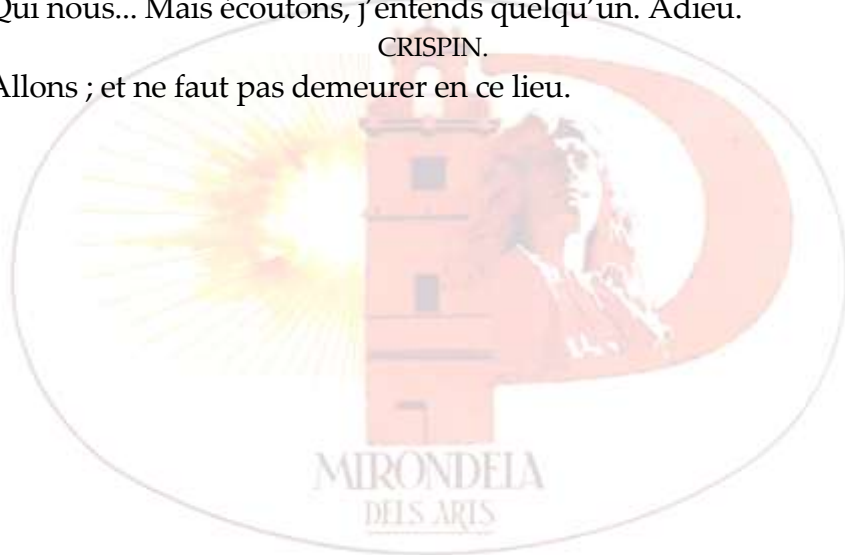 Qui nous... Mais écoutons, j'entends quelqu'un. Adieu.
CRISPIN.
Allons ; et ne faut pas demeurer en ce lieu.
MIRONDELA
DELS ARTS